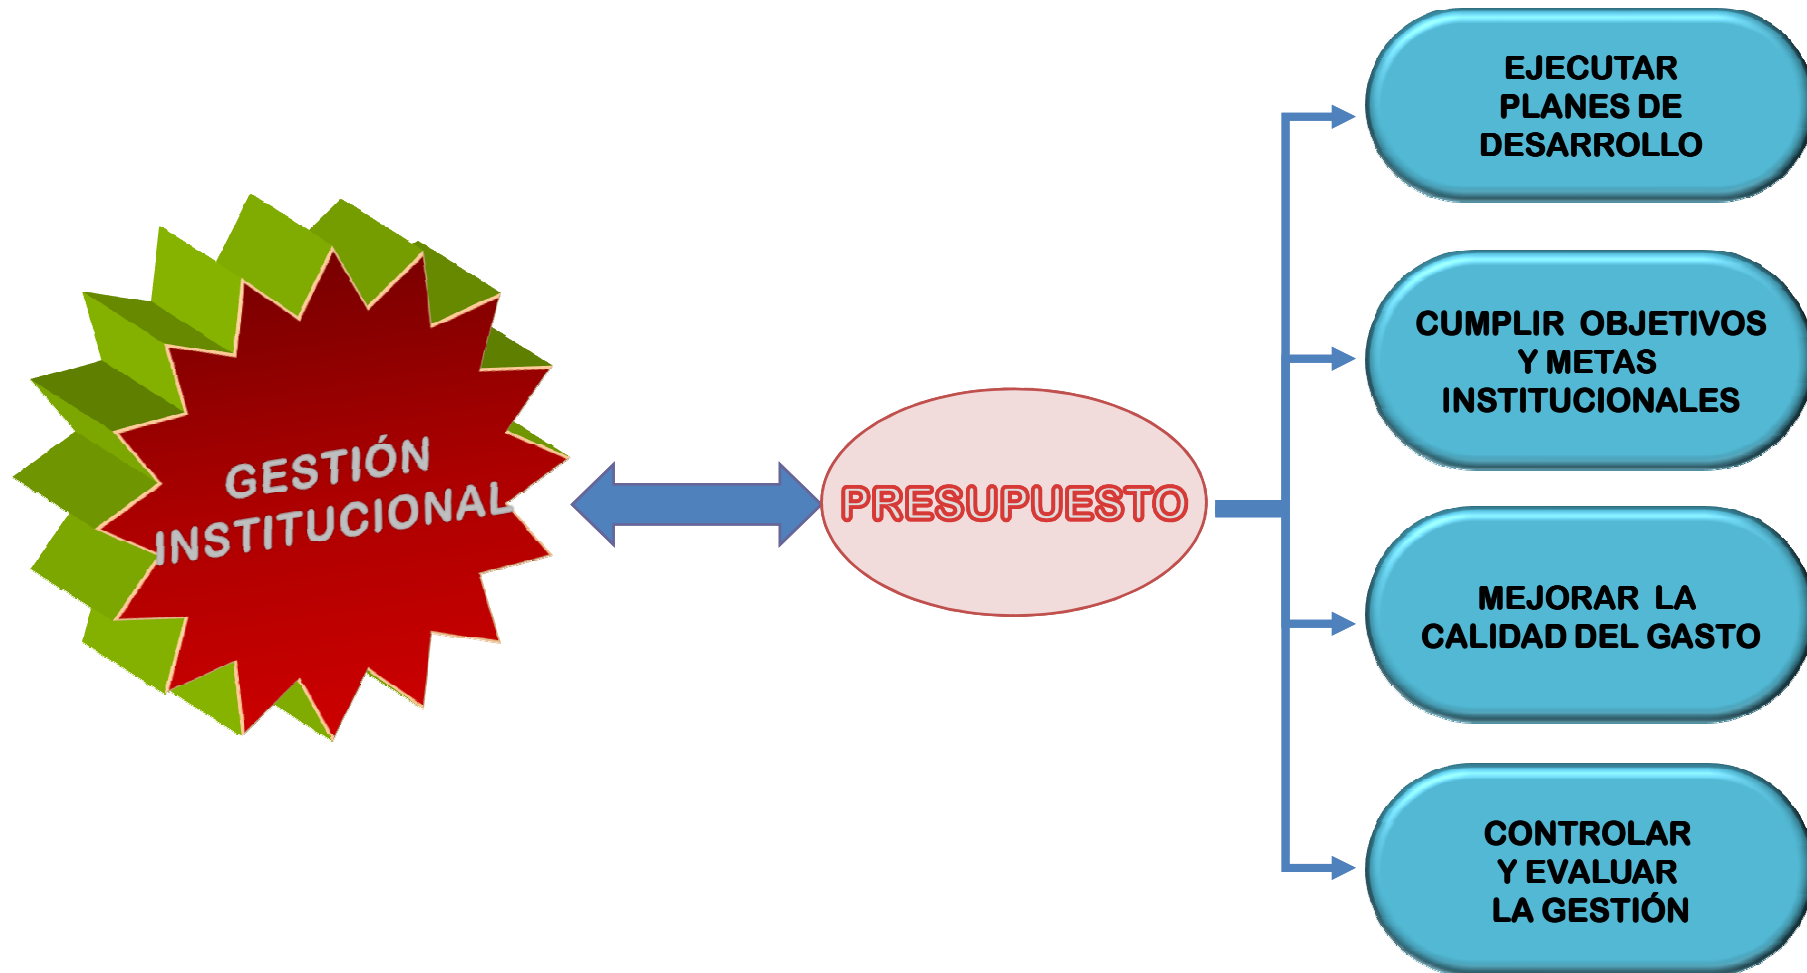 GESTIÓN
INSTITUCIONAL
PRESUPUESTO
EJECUTAR
PLANES DE
DESARROLLO
CUMPLIR OBJETIVOS
Y METAS
INSTITUCIONALES
MEJORAR LA
CALIDAD DEL GASTO
CONTROLAR
Y EVALUAR
LA GESTIÓN